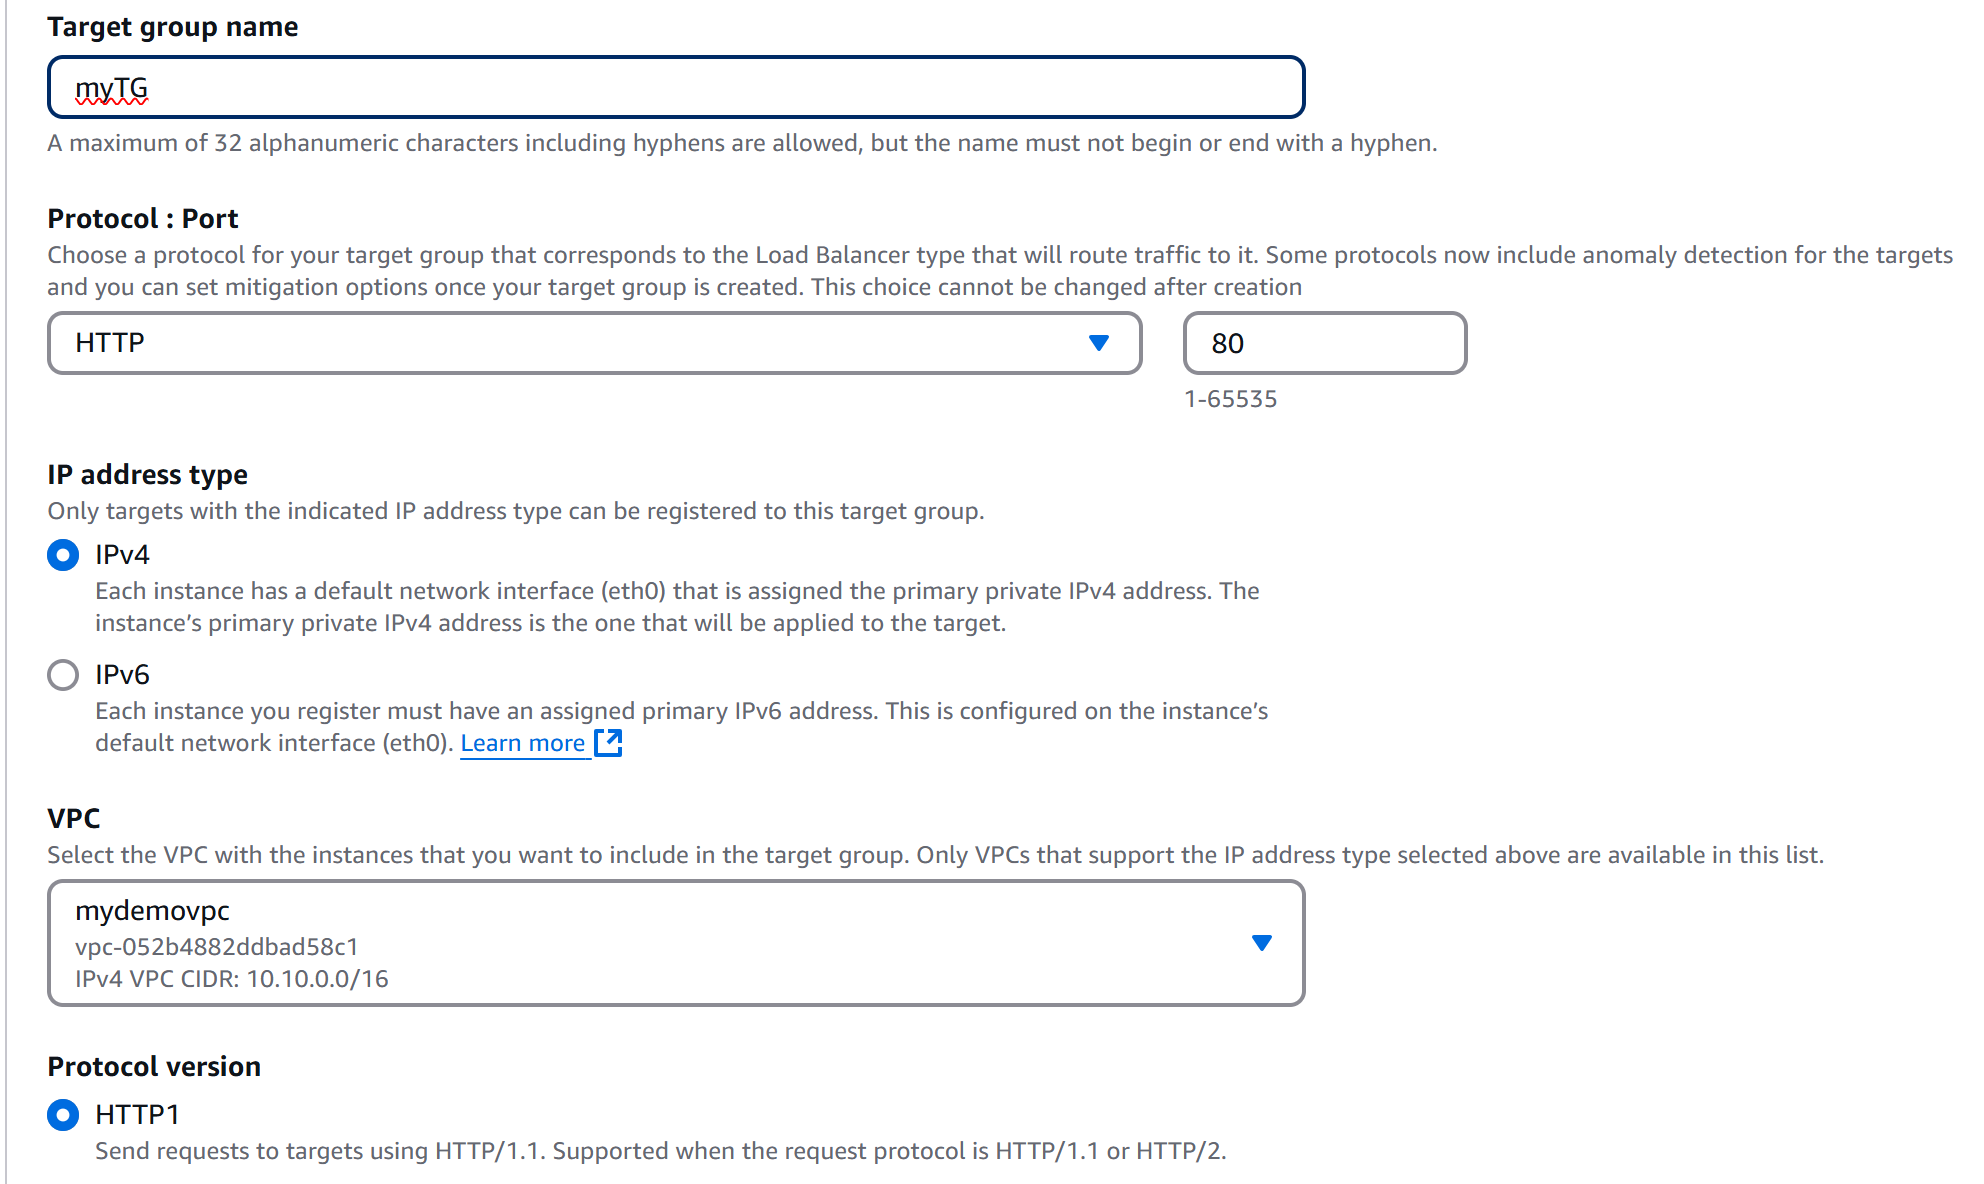 Target group name
myTG
A maximum of 32 alphanumeric characters including hyphens are allowed, but the name must not begin or end with a hyphen.
Protocol : Port
Choose a protocol for your target group that corresponds to the Load Balancer type that will route traffic to it. Some protocols now include anomaly detection for the targets
and you can set mitigation options once your target group is created. This choice cannot be changed after creation
HTTP
80
1-65535
IP address type
Only targets with the indicated IP address type can be registered to this target group.
IPv4
Each instance has a default network interface (eth0) that is assigned the primary private IPv4 address. The
instance’s primary private IPv4 address is the one that will be applied to the target.
IPv6
Each instance you register must have an assigned primary IPv6 address. This is configured on the instance’s
default network interface (eth0). Learn more
VPC
Select the VPC with the instances that you want to include in the target group. Only VPCs that support the IP address type selected above are available in this list.
mydemovpc
vpc-052b4882ddbad58c1
IPv4 VPC CIDR: 10.10.0.0/16
Protocol version
HTTP1
Send requests to targets using HTTP/1.1. Supported when the request protocol is HTTP/1.1 or HTTP/2.